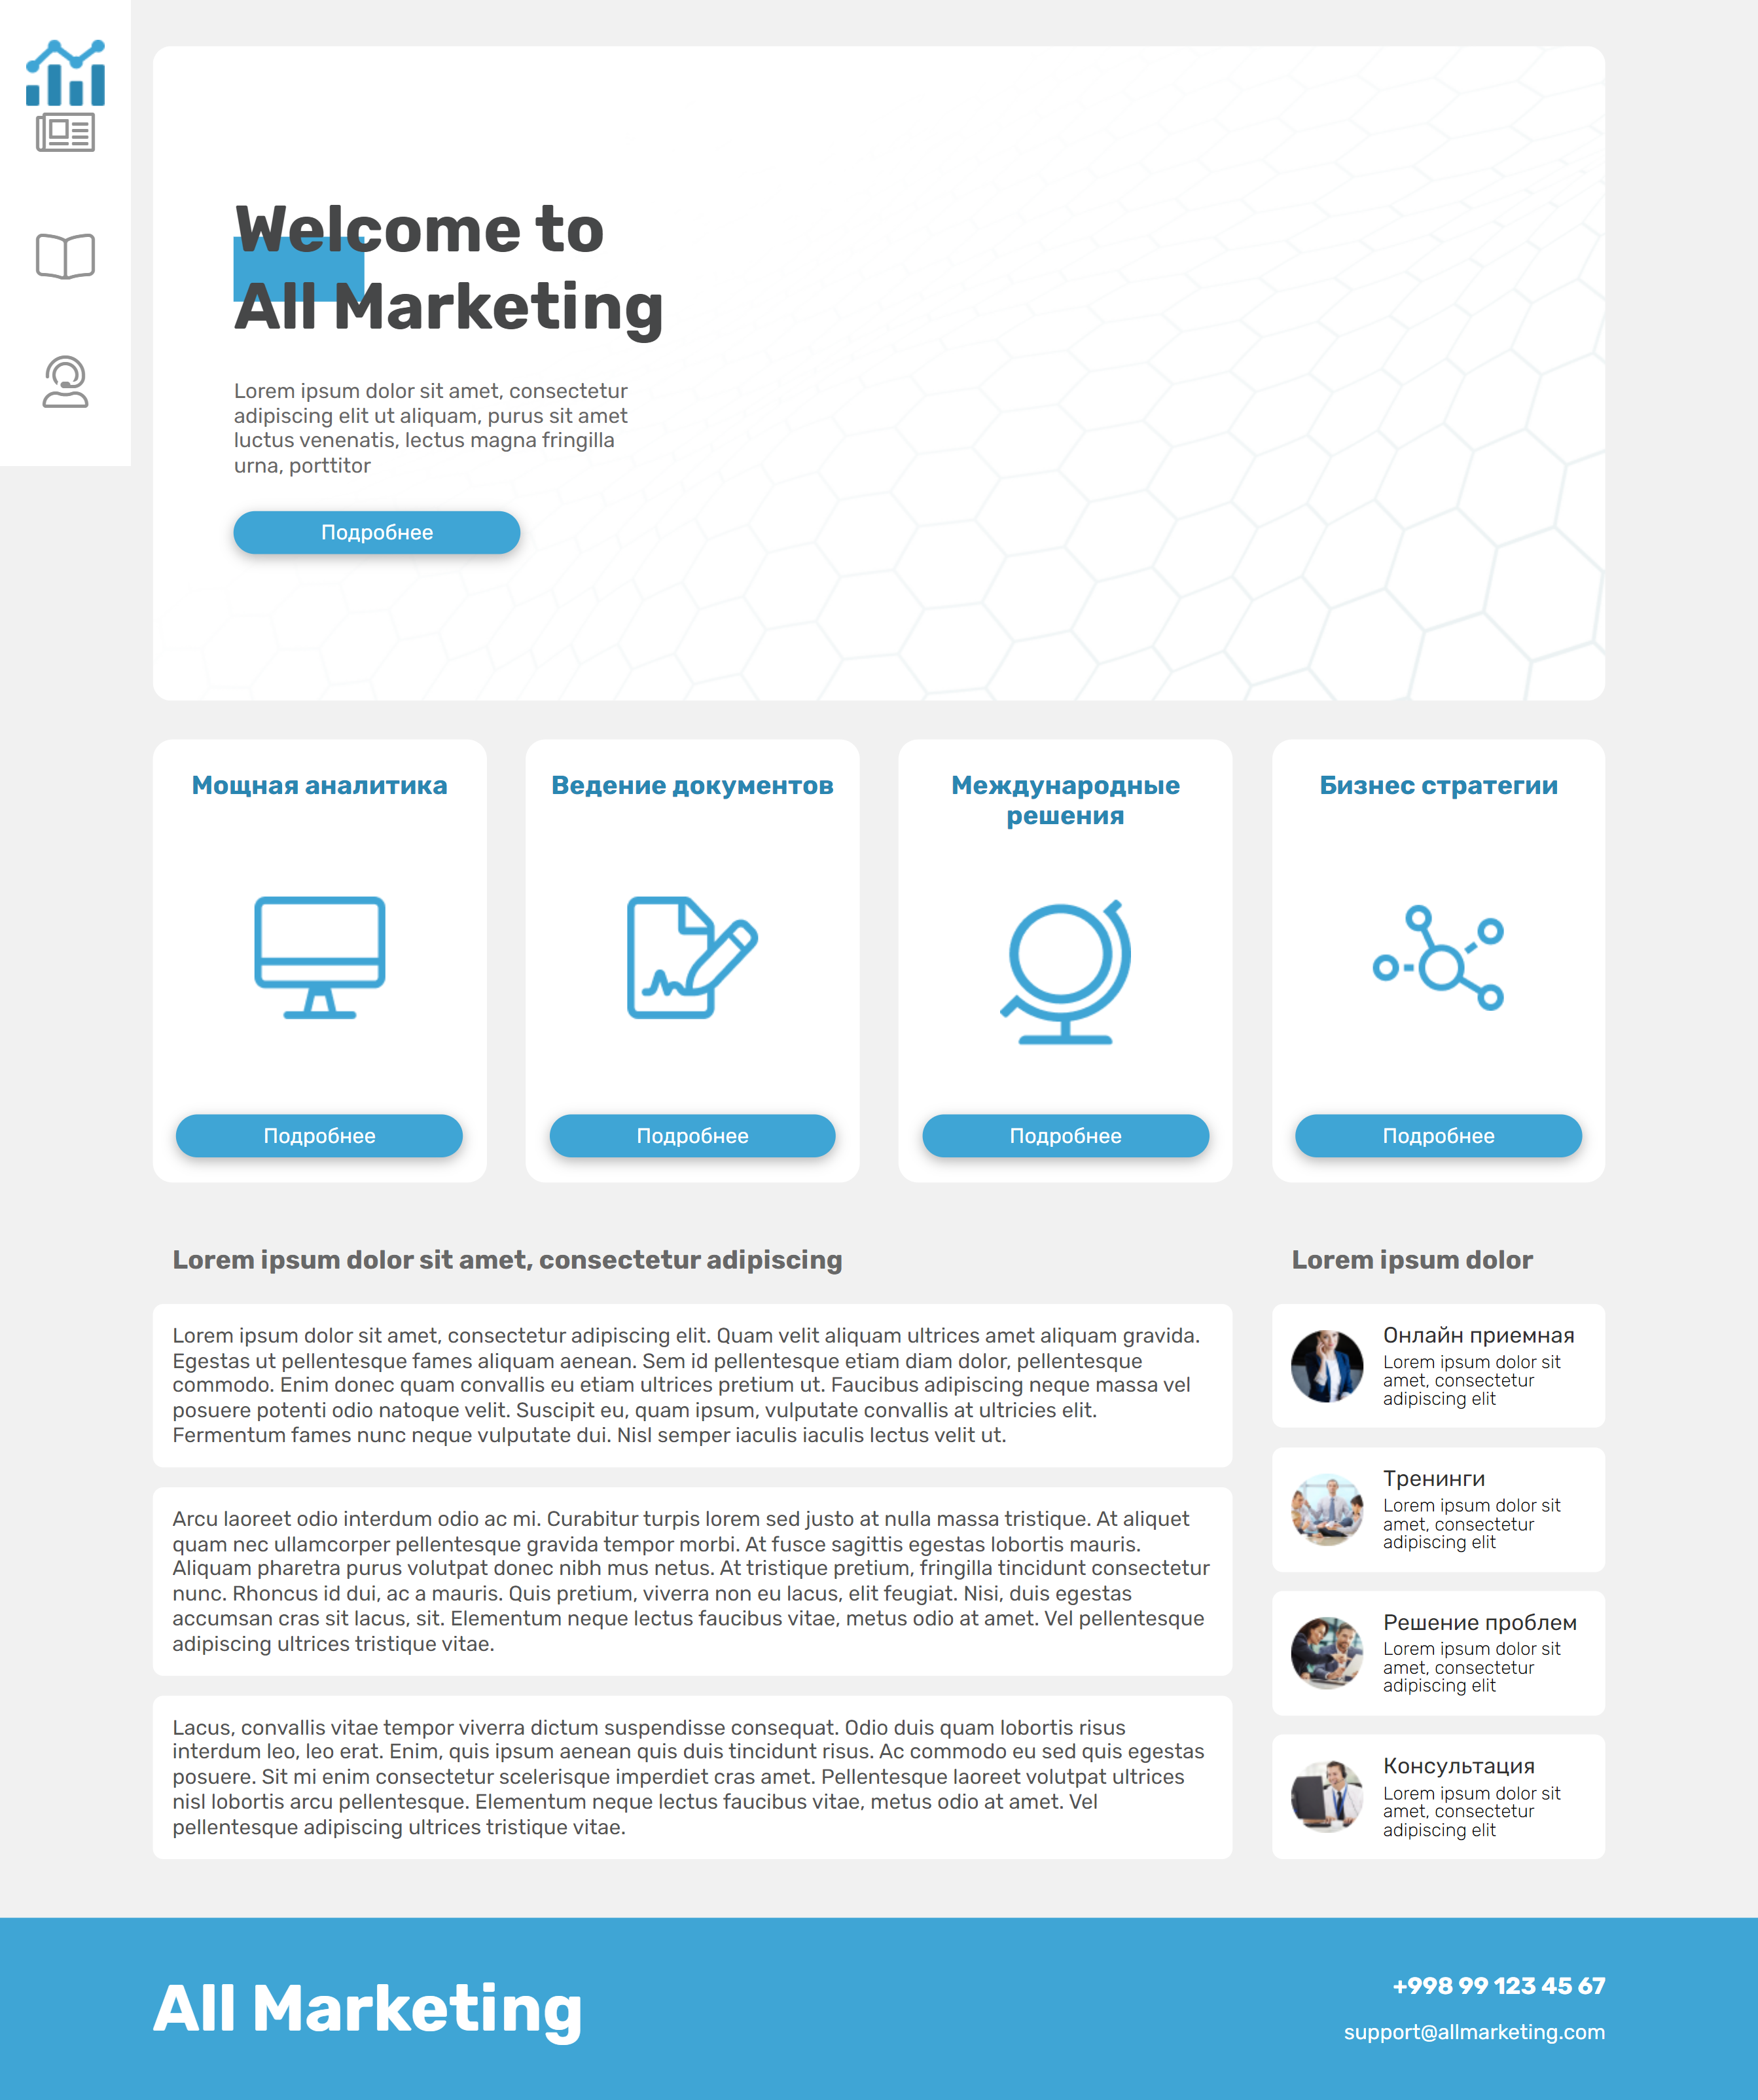 Welcome to
All Marketing
Lorem ipsum dolor sit amet, consectetur
adipiscing elit ut aliquam, purus sit amet
luctus venenatis, lectus magna fringilla
urna, porttitor
Подробнее
Мощная аналитика
Подробнее
Ведение документов
Подробнее
Международные
решения
Подробнее
Бизнес стратегии
Подробнее
Lorem ipsum dolor sit amet, consectetur adipiscing
Lorem ipsum dolor sit amet, consectetur adipiscing elit. Quam velit aliquam ultrices amet aliquam gravida.
Egestas ut pellentesque fames aliquam aenean. Sem id pellentesque etiam diam dolor, pellentesque
commodo. Enim donec quam convallis eu etiam ultrices pretium ut. Faucibus adipiscing neque massa vel
posuere potenti odio natoque velit. Suscipit eu, quam ipsum, vulputate convallis at ultricies elit.
Fermentum fames nunc neque vulputate dui. Nisl semper iaculis iaculis lectus velit ut.
Arcu laoreet odio interdum odio ac mi. Curabitur turpis lorem sed justo at nulla massa tristique. At aliquet
quam nec ullamcorper pellentesque gravida tempor morbi. At fusce sagittis egestas lobortis mauris.
Aliquam pharetra purus volutpat donec nibh mus netus. At tristique pretium, fringilla tincidunt consectetur
nunc. Rhoncus id dui, ac a mauris. Quis pretium, viverra non eu lacus, elit feugiat. Nisi, duis egestas
accumsan cras sit lacus, sit. Elementum neque lectus faucibus vitae, metus odio at amet. Vel pellentesque
adipiscing ultrices tristique vitae.
Lacus, convallis vitae tempor viverra dictum suspendisse consequat. Odio duis quam lobortis risus
interdum leo, leo erat. Enim, quis ipsum aenean quis duis tincidunt risus. Ac commodo eu sed quis egestas
posuere. Sit mi enim consectetur scelerisque imperdiet cras amet. Pellentesque laoreet volutpat ultrices
nisl lobortis arcu pellentesque. Elementum neque lectus faucibus vitae, metus odio at amet. Vel
pellentesque adipiscing ultrices tristique vitae.
Lorem ipsum dolor
Онлайн приемная
Lorem ipsum dolor sit
amet, consectetur
adipiscing elit
Тренинги
Lorem ipsum dolor sit
amet, consectetur
adipiscing elit
Решение проблем
Lorem ipsum dolor sit
amet, consectetur
adipiscing elit
Консультация
Lorem ipsum dolor sit
amet, consectetur
adipiscing elit
All Marketing
+998 99 123 45 67
support@allmarketing.com